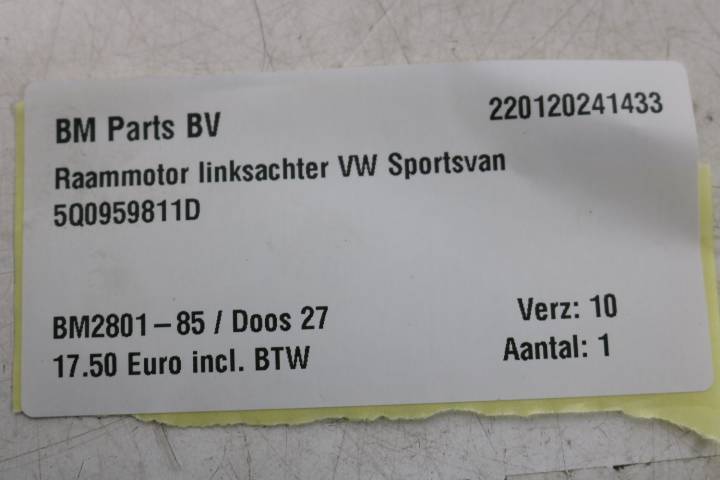 BM Parts BV
220120241433
Raammotor linksachter VW Sportsvan
5Q0959811D
BM2801-85 / Doos 27
Verz: 10
17.50 Euro incl. BTW
Aantal: 1